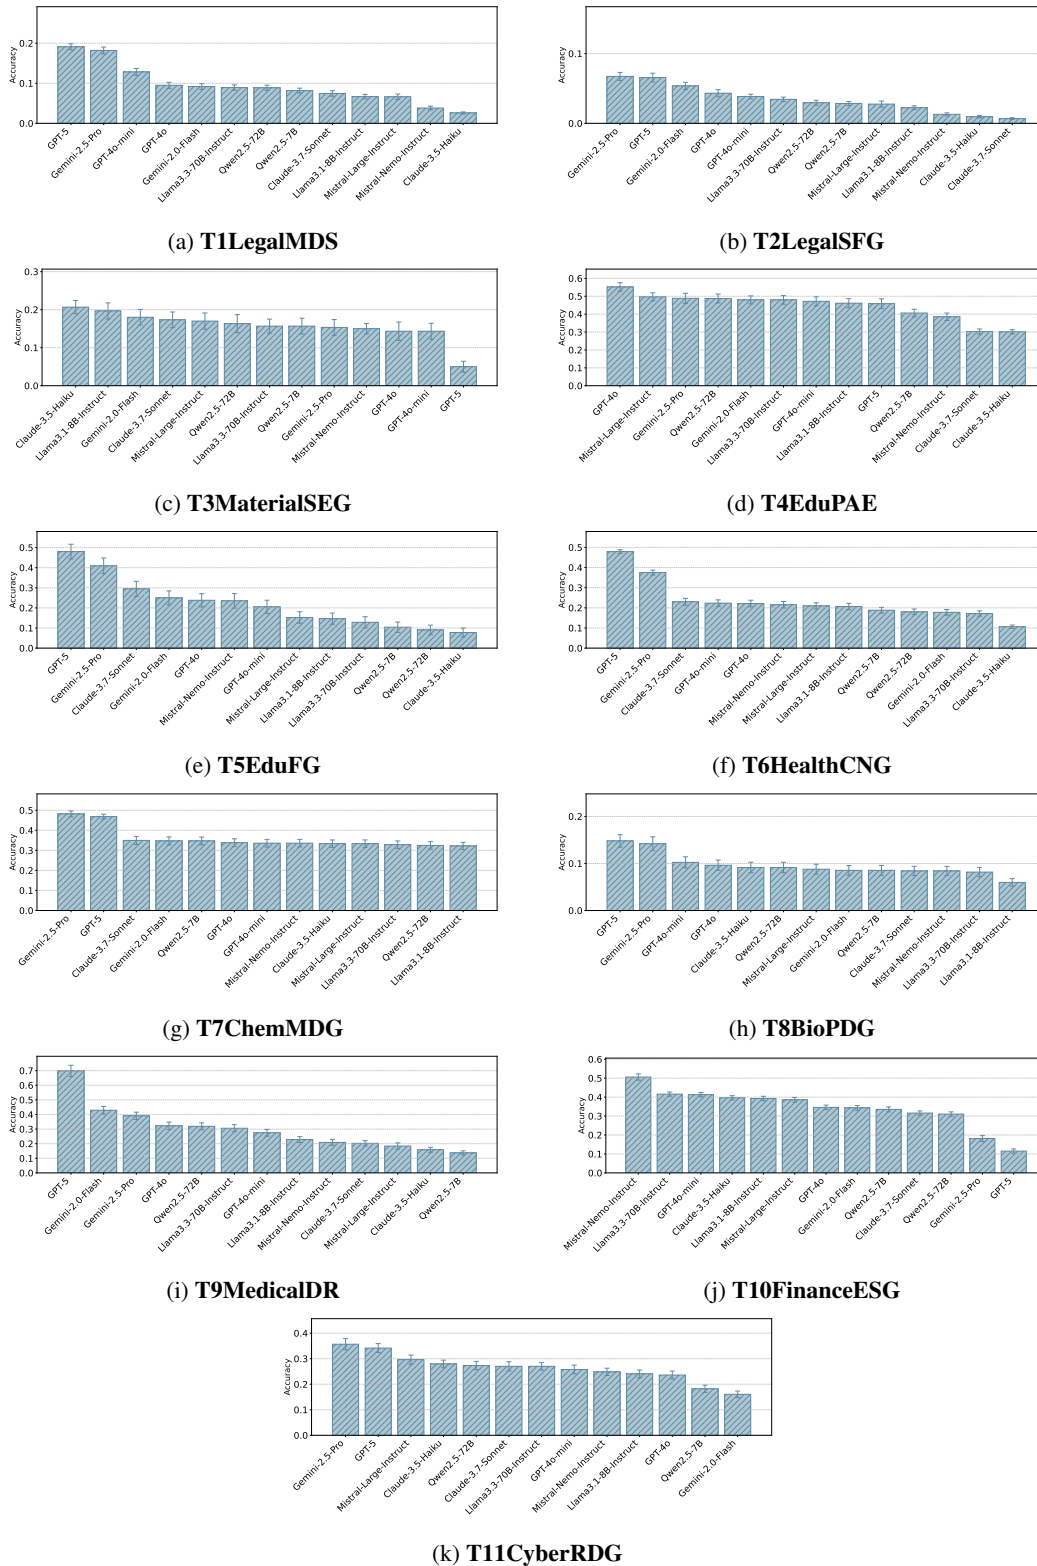 0.2
0.1
0.0
Accuracy
GPT-5
Gemini-2.5-Pro
GPT-4o-mini
GPT-4o
Gemini-2.0-Flash
Llama3.3-70B-Instruct
Qwen2.5-72B
Qwen2.5-7B
Claude-3.7-Sonnet
Llama3.1-8B-Instruct
Mistral-Large-Instruct
Mistral-Nemo-Instruct
Claude-3.5-Haiku
(a) T1LegalMDS
0.1
0.0
Accuracy
Gemini-2.5-Pro
GPT-5
Gemini-2.0-Flash
GPT-4o
GPT-4o-mini
Llama3.3-70B-Instruct
Qwen2.5-72B
Qwen2.5-7B
Mistral-Large-Instruct
Llama3.1-8B-Instruct
Mistral-Nemo-Instruct
Claude-3.5-Haiku
Claude-3.7-Sonnet
(b) T2LegalSFG
0.3
0.2
0.1
0.0
Accuracy
Claude-3.5-Haiku
Llama3.1-8B-Instruct
Gemini-2.0-Flash
Claude-3.7-Sonnet
Mistral-Large-Instruct
Qwen2.5-72B
Llama3.3-70B-Instruct
Qwen2.5-7B
Gemini-2.5-Pro
Mistral-Nemo-Instruct
GPT-4o
GPT-4o-mini
GPT-5
(c) T3MaterialSEG
0.6
0.5
0.4
0.3
0.2
0.1
0.0
Accuracy
GPT-4o
Mistral-Large-Instruct
Gemini-2.5-Pro
Qwen2.5-72B
Gemini-2.0-Flash
Llama3.3-70B-Instruct
GPT-4o-mini
Llama3.1-8B-Instruct
GPT-5
Qwen2.5-7B
Mistral-Nemo-Instruct
Claude-3.7-Sonnet
Claude-3.5-Haiku
(d) T4EduPAE
0.5
0.4
0.3
0.2
0.1
0.0
Accuracy
GPT-5
Gemini-2.5-Pro
Claude-3.7-Sonnet
Gemini-2.0-Flash
GPT-4o
Mistral-Nemo-Instruct
GPT-4o-mini
Mistral-Large-Instruct
Llama3.1-8B-Instruct
Llama3.3-70B-Instruct
Qwen2.5-7B
Qwen2.5-72B
Claude-3.5-Haiku
(e) T5EduFG
0.5
0.4
0.3
0.2
0.1
0.0
Accuracy
GPT-5
Gemini-2.5-Pro
Claude-3.7-Sonnet
GPT-4o-mini
GPT-4o
Mistral-Nemo-Instruct
Mistral-Large-Instruct
Llama3.1-8B-Instruct
Qwen2.5-7B
Qwen2.5-72B
Gemini-2.0-Flash
Llama3.3-70B-Instruct
Claude-3.5-Haiku
(f) T6HealthCNG
0.5
0.4
0.3
0.2
0.1
0.0
Accuracy
Gemini-2.5-Pro
GPT-5
Claude-3.7-Sonnet
Gemini-2.0-Flash
Qwen2.5-7B
GPT-4o
GPT-4o-mini
Mistral-Nemo-Instruct
Claude-3.5-Haiku
Mistral-Large-Instruct
Llama3.3-70B-Instruct
Qwen2.5-72B
Llama3.1-8B-Instruct
(g) T7ChemMDG
0.2
0.1
0.0
Accuracy
GPT-5
Gemini-2.5-Pro
GPT-4o-mini
GPT-4o
Claude-3.5-Haiku
Qwen2.5-72B
Mistral-Large-Instruct
Gemini-2.0-Flash
Qwen2.5-7B
Claude-3.7-Sonnet
Mistral-Nemo-Instruct
Llama3.3-70B-Instruct
Llama3.1-8B-Instruct
(h) T8BioPDG
0.7
0.6
0.5
0.4
0.3
0.2
0.1
0.0
Accuracy
GPT-5
Gemini-2.0-Flash
Gemini-2.5-Pro
GPT-4o
Qwen2.5-72B
Llama3.3-70B-Instruct
GPT-4o-mini
Llama3.1-8B-Instruct
Mistral-Nemo-Instruct
Claude-3.7-Sonnet
Mistral-Large-Instruct
Claude-3.5-Haiku
Qwen2.5-7B
(i) T9MedicalDR
0.6
0.5
0.4
0.3
0.2
0.1
0.0
Accuracy
Mistral-Nemo-Instruct
Llama3.3-70B-Instruct
GPT-4o-mini
Claude-3.5-Haiku
Llama3.1-8B-Instruct
Mistral-Large-Instruct
GPT-4o
Gemini-2.0-Flash
Qwen2.5-7B
Claude-3.7-Sonnet
Qwen2.5-72B
Gemini-2.5-Pro
GPT-5
(j) T10FinanceESG
0.4
0.3
0.2
0.1
0.0
Accuracy
Gemini-2.5-Pro
GPT-5
Mistral-Large-Instruct
Claude-3.5-Haiku
Qwen2.5-72B
Claude-3.7-Sonnet
Llama3.3-70B-Instruct
GPT-4o-mini
Mistral-Nemo-Instruct
Llama3.1-8B-Instruct
GPT-4o
Qwen2.5-7B
Gemini-2.0-Flash
(k) T11CyberRDG